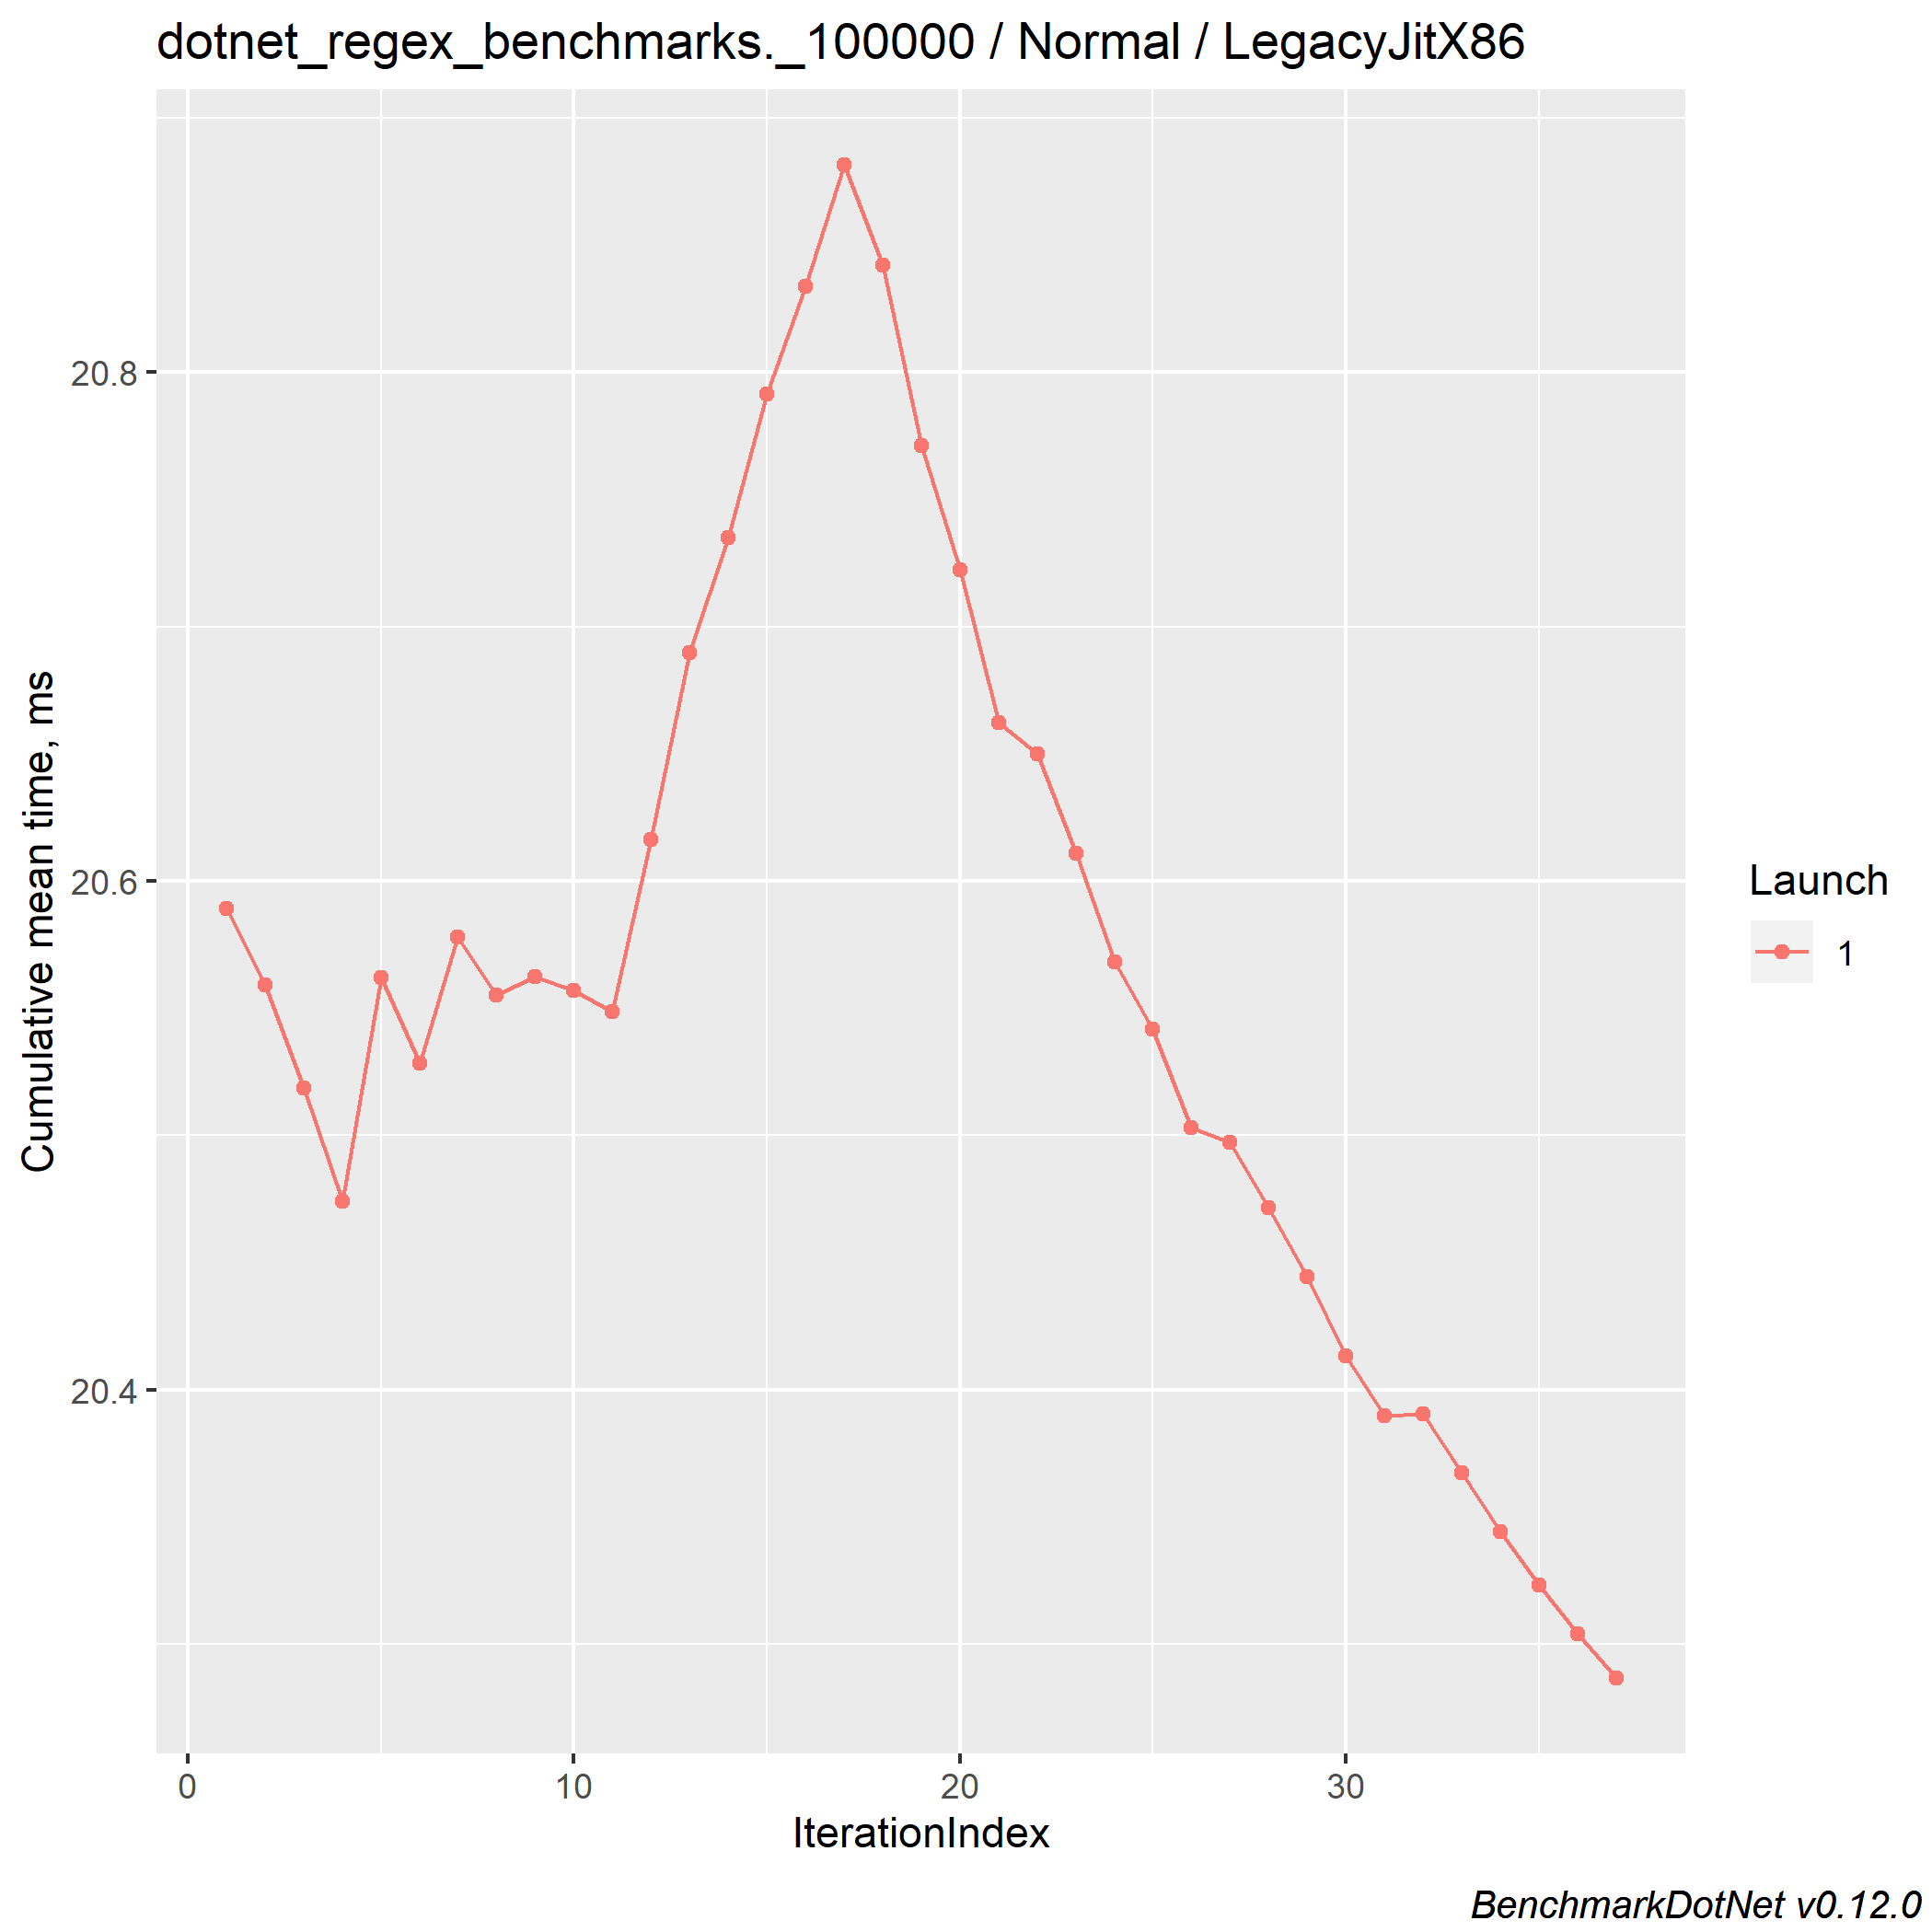 dotnet_regex_benchmarks._100000 / Normal / LegacyJitX86
Cumulative mean time, ms
20.8
20.6
20.4
0
10
20
30
IterationIndex
Launch
1
BenchmarkDotNet v0.12.0